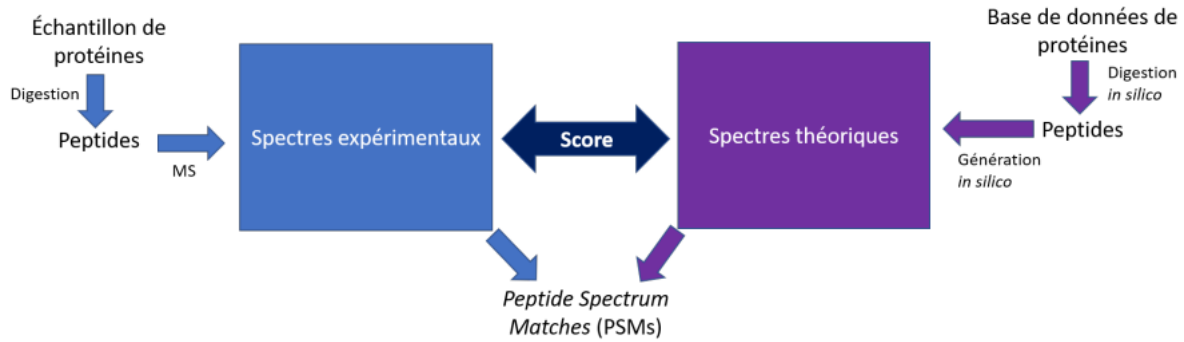 Échantillon de
protéines
Digestion
Peptides
MS
Spectres expérimentaux
Score
Spectres théoriques
Base de données de
protéines
Digestion
in silico
Peptides
Génération
in silico
Peptide Spectrum
Matches (PSMs)